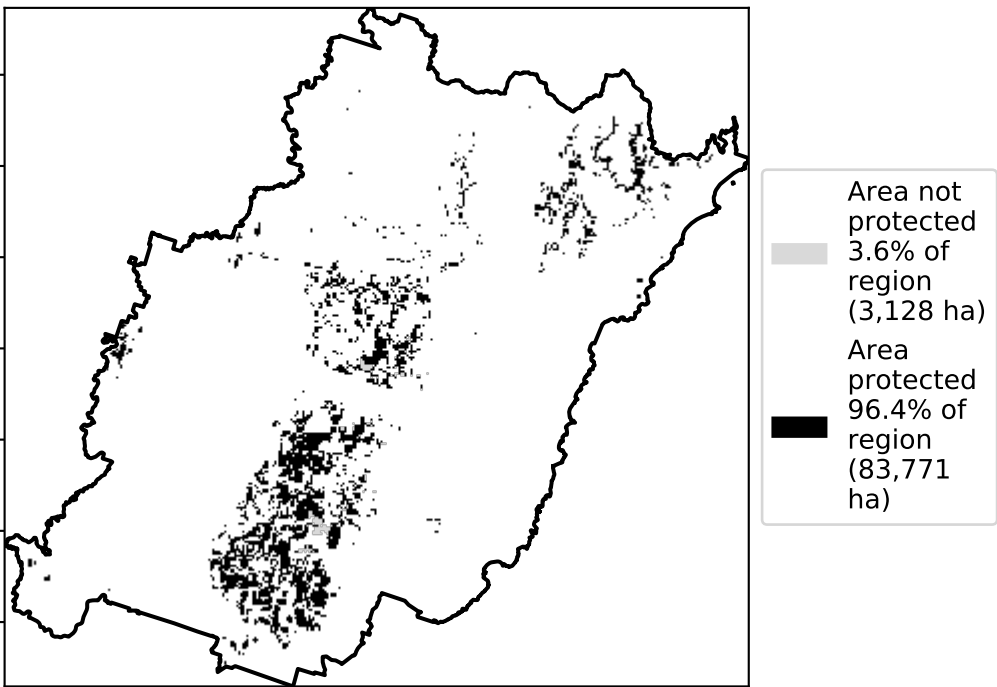 Area not
protected
3.6% of
region
(3,128 ha)
Area
protected
96.4% of
region
(83,771
ha)